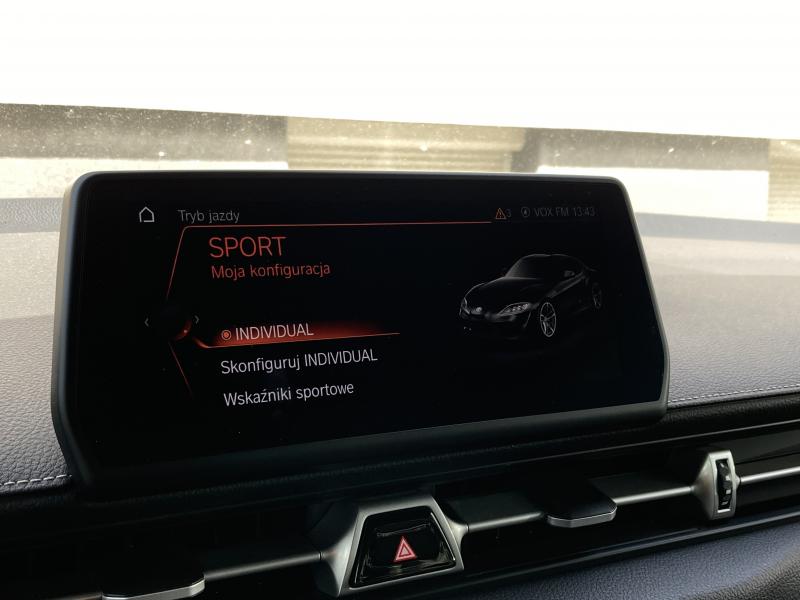 Tryb jazdy
3 VOX FM 13:43
SPORT
Moja konfiguracja
INDIVIDUAL
Skonfiguruj INDIVIDUAL
Wskaźniki sportowe